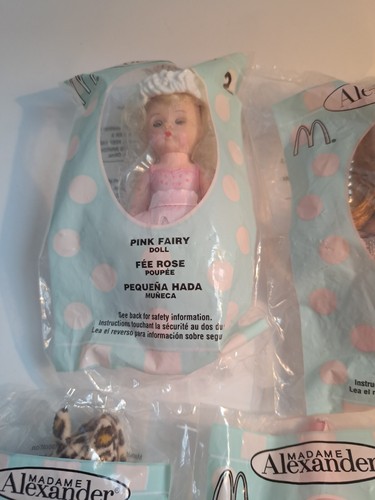 PINK FAIRY
DOLL
FÉE ROSE
POUPÉE
PEQUEÑA HADA
MUÑECA
See back for safety information.
Instructions touchant la sécurité au dos du
Lea el reverso para información sobre segu
Ale
Instru
Lea el r
MADAME
Alexander
MADAME
Alexander